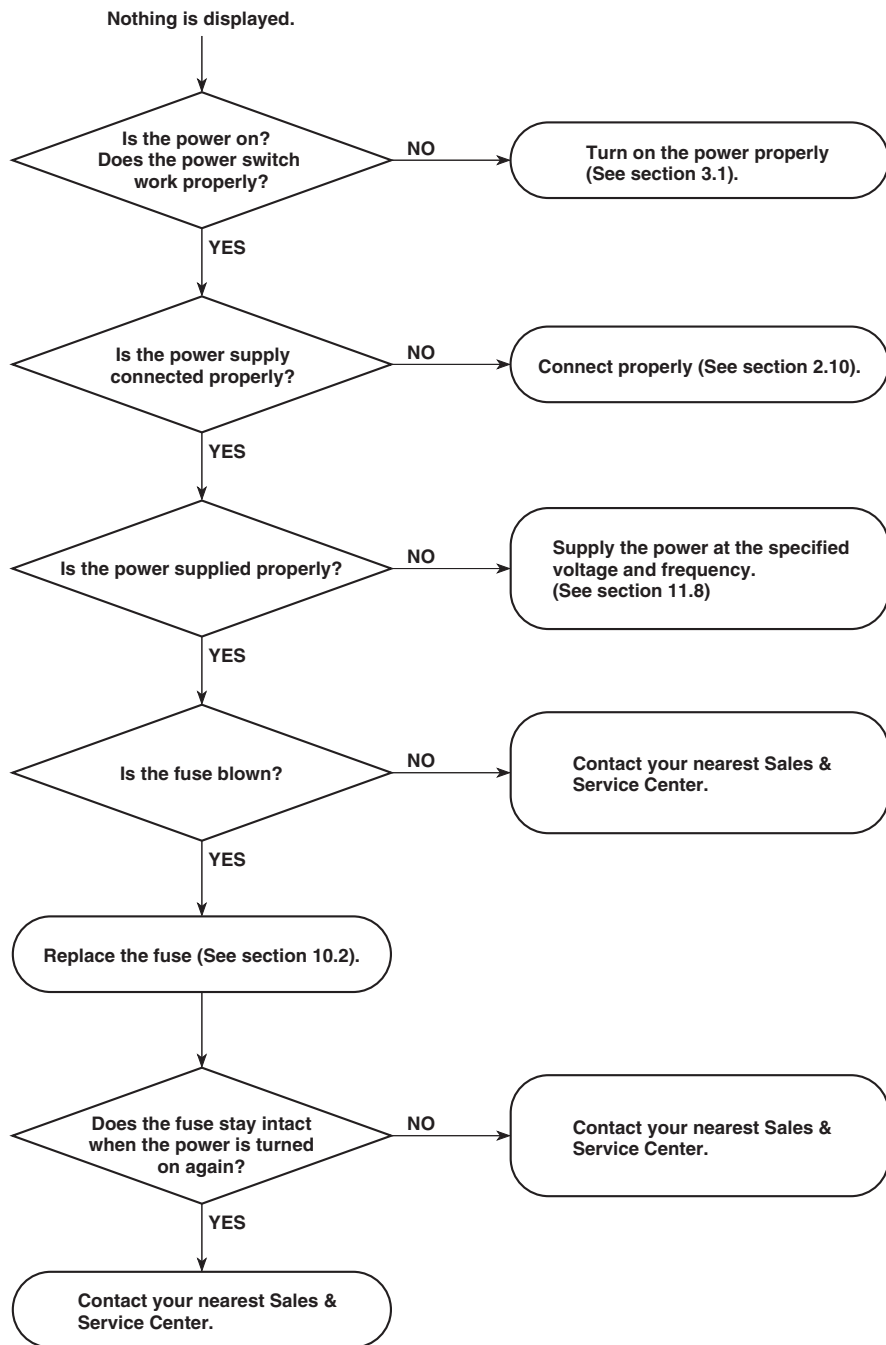 Nothing is displayed.
Is the power on?
Does the power switch
work properly?
NO
Turn on the power properly
(See section 3.1).
YES
Is the power supply
connected properly?
NO
Connect properly (See section 2.10).
YES
Is the power supplied properly?
NO
Supply the power at the specified
voltage and frequency.
(See section 11.8)
YES
Is the fuse blown?
NO
Contact your nearest Sales &
Service Center.
YES
Replace the fuse (See section 10.2).
Does the fuse stay intact
when the power is turned
on again?
NO
Contact your nearest Sales &
Service Center.
YES
Contact your nearest Sales &
Service Center.